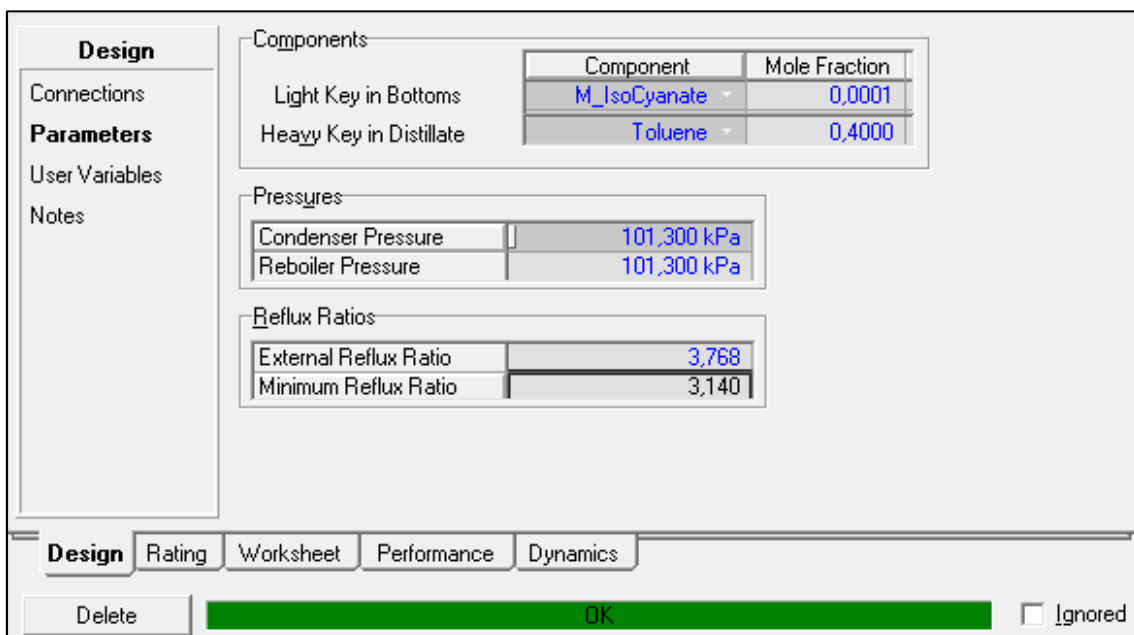 Design
Connections
Parameters
User Variables
Notes
Components
Component Mole Fraction
Light Key in Bottoms M_IsoCyanate 0,0001
Heavy Key in Distillate Toluene 0,4000
Pressures
Condenser Pressure 101,300 kPa
Reboiler Pressure 101,300 kPa
Reflux Ratios
External Reflux Ratio 3,768
Minimum Reflux Ratio 3,140
Design Rating Worksheet Performance Dynamics
Delete OK Ignored